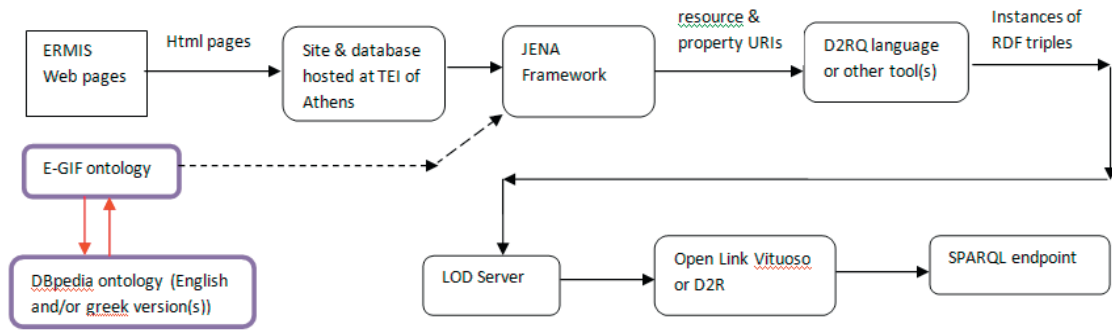 ERMIS
Web pages
Html pages
Site & database
hosted at TEI of
Athens
JENA
Framework
resource &
property URIs
D2RQ language
or other tool(s)
Instances of
RDF triples
E-GIF ontology
DBpedia ontology (English
and/or greek version(s))
LOD Server
Open Link Vituoso
or D2R
SPARQL endpoint